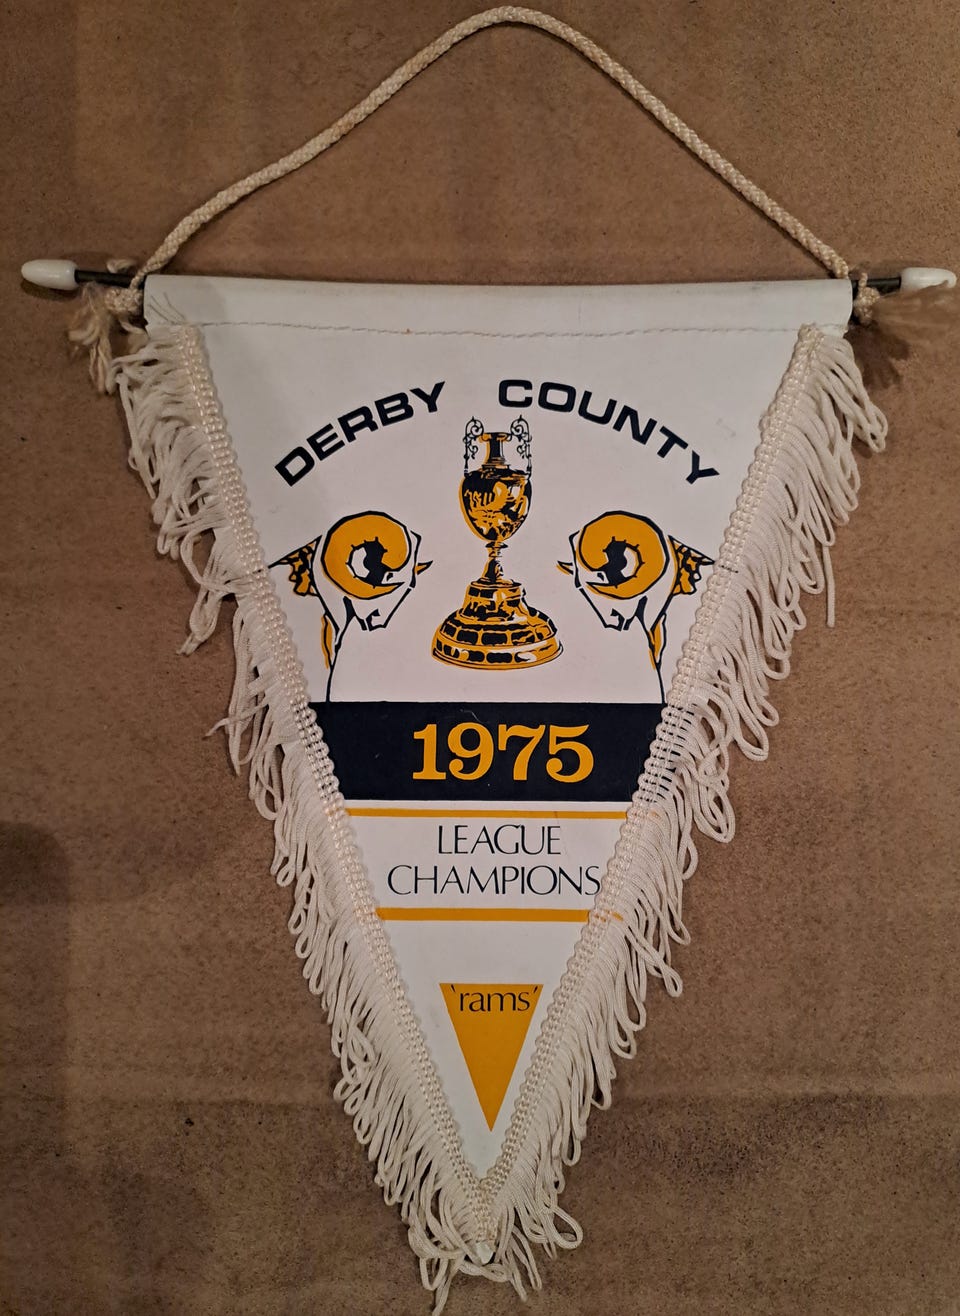 DERBY COUNTY
1975
LEAGUE
CHAMPIONS
'rams'